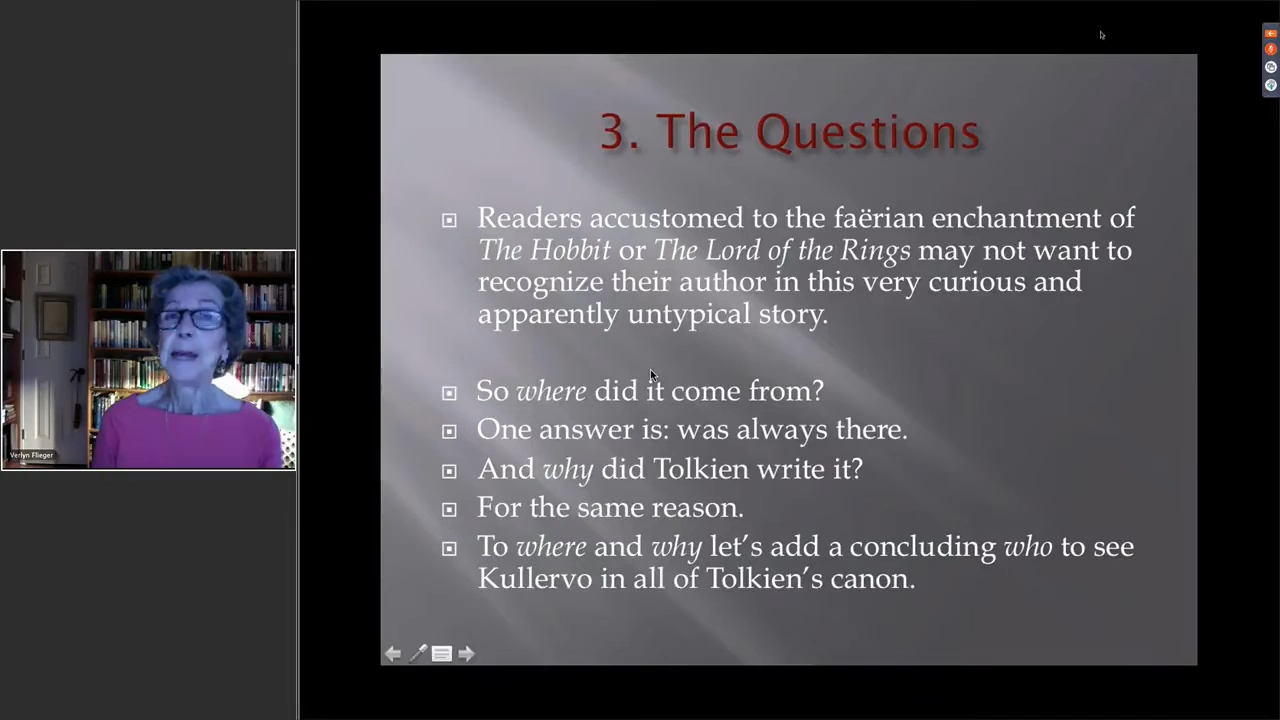 3. The Questions
Readers accustomed to the faërian enchantment of
The Hobbit or The Lord of the Rings may not want to
recognize their author in this very curious and
apparently untypical story.
So where did it come from?
One answer is: was always there.
And why did Tolkien write it?
For the same reason.
To where and why let's add a concluding who to see
Kullervo in all of Tolkien's canon.
Verlyn Flieger